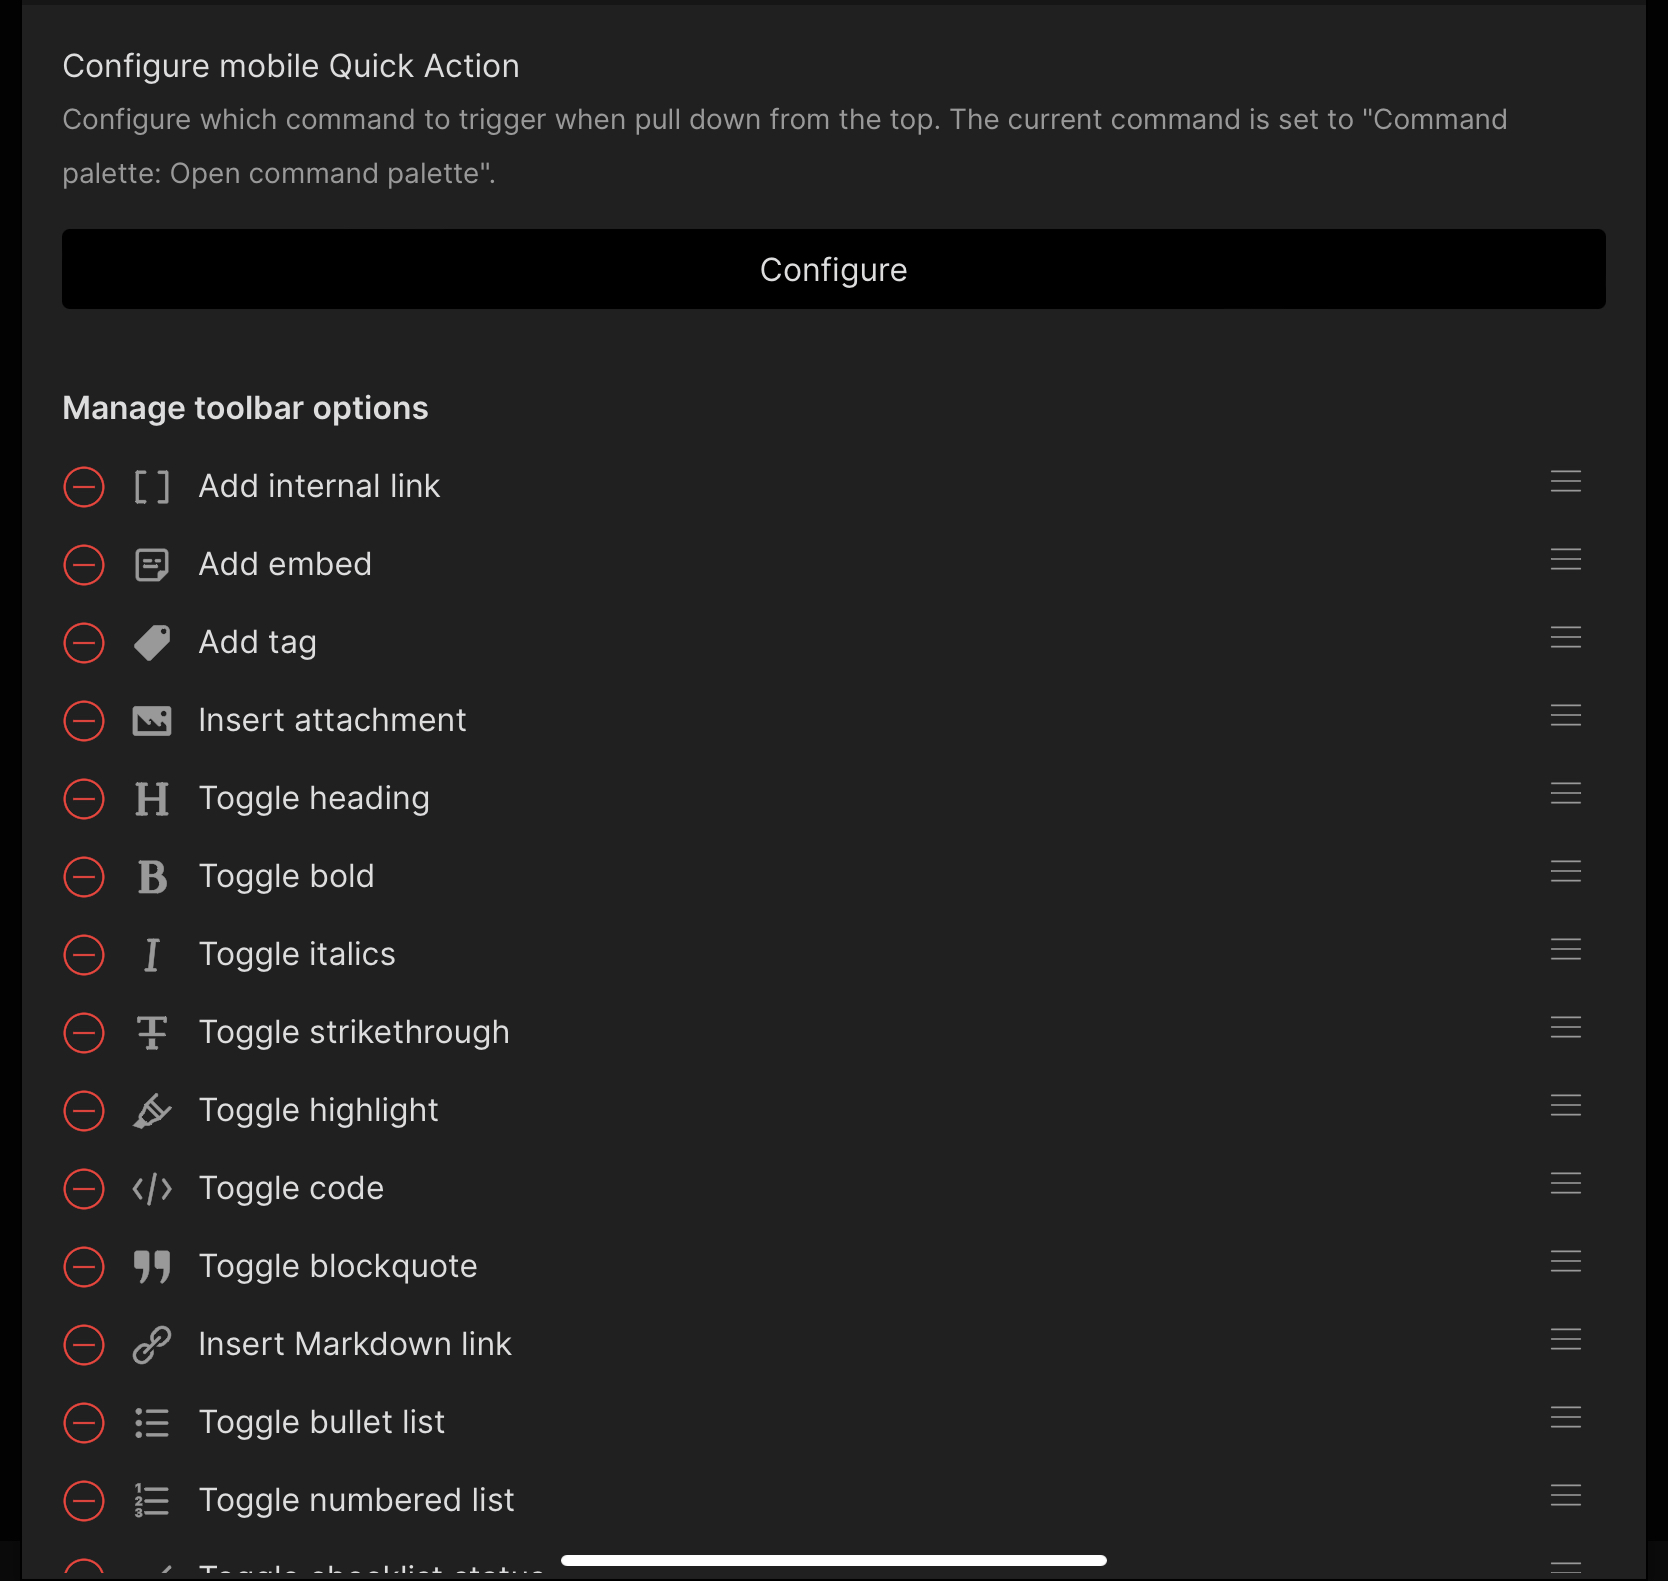 Configure mobile Quick Action
Configure which command to trigger when pull down from the top. The current command is set to "Command
palette: Open command palette".
Configure
Manage toolbar options
Add internal link
Add embed
Add tag
Insert attachment
H Toggle heading
B Toggle bold
I Toggle italics
T Toggle strikethrough
Toggle highlight
</> Toggle code
Toggle blockquote
Insert Markdown link
Toggle bullet list
Toggle numbered list
Toggle checklist status